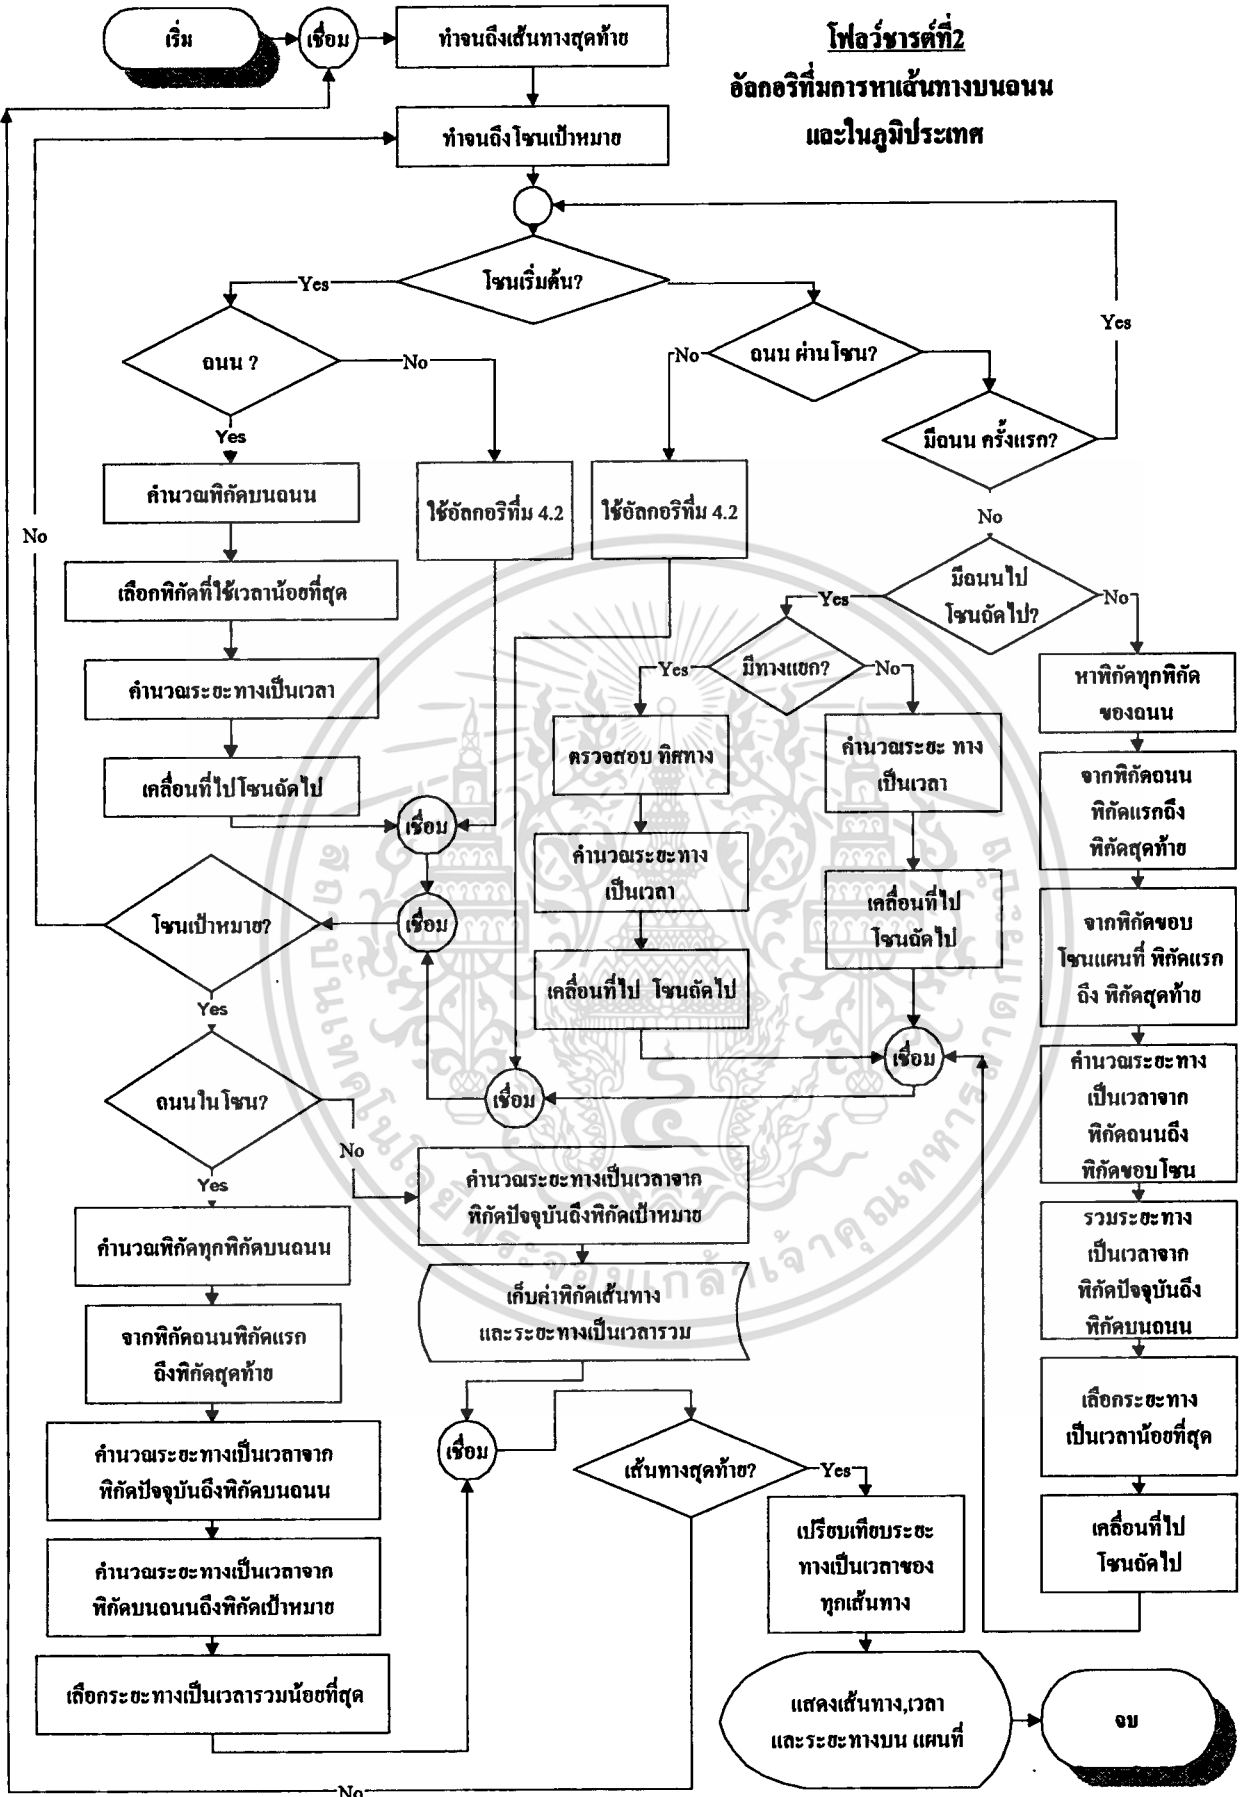 โฟลว์ชารต์ที่2
อัลกอริที่มการหาเส้นทางบนถนน
และในภูมิประเทศ
เริ่ม
เชื่อม
ทำจนถึงเส้นทางสุดท้าย
ทำจนถึงโซนเป้าหมาย
โซนเริ่มต้น?
Yes
ถนน ?
No
Yes
ถนน ผ่านโซน?
No
Yes
มีถนน ครั้งแรก?
No
คำนวณพิกัดบนถนน
ใช้อัลกอริที่ม 4.2
ใช้อัลกอริที่ม 4.2
No
เลือกพิกัดที่ใช้เวลาน้อยที่สุด
มีถนนไป
โซนถัดไป?
Yes
No
คำนวณระยะทางเป็นเวลา
มีทางแยก?
Yes
No
หาพิกัดทุกพิกัด
ของถนน
ตรวจสอบ ทิศทาง
คำนวณระยะ ทาง
เป็นเวลา
เคลื่อนที่ไปโซนถัดไป
จากพิกัดถนน
พิกัดแรกถึง
พิกัดสุดท้าย
เชื่อม
คำนวณระยะทาง
เป็นเวลา
เคลื่อนที่ไป
โซนถัดไป
โซนเป้าหมาย?
เชื่อม
จากพิกัดขอบ
โซนแผนที่ พิกัดแรก
ถึง พิกัดสุดท้าย
เคลื่อนที่ไป โซนถัดไป
Yes
เชื่อม
คำนวณระยะทาง
เป็นเวลาจาก
พิกัดถนนถึง
พิกัดขอบโซน
ถนนในโซน?
เชื่อม
No
Yes
คำนวณระยะทางเป็นเวลาจาก
พิกัดปัจจุบันถึงพิกัดเป้าหมาย
รวมระยะทาง
เป็นเวลาจาก
พิกัดปัจจุบันถึง
พิกัดบนถนน
คำนวณพิกัดทุกพิกัดบนถนน
เก็บค่าพิกัดเส้นทาง
และระยะทางเป็นเวลารวม
จากพิกัดถนนพิกัดแรก
ถึงพิกัดสุดท้าย
เลือกระยะทาง
เป็นเวลาน้อยที่สุด
เชื่อม
คำนวณระยะทางเป็นเวลาจาก
พิกัดปัจจุบันถึงพิกัดบนถนน
เส้นทางสุดท้าย?
Yes
เปรียบเทียบระยะ
ทางเป็นเวลาของ
ทุกเส้นทาง
เคลื่อนที่ไป
โซนถัดไป
คำนวณระยะทางเป็นเวลาจาก
พิกัดบนถนนถึงพิกัดเป้าหมาย
เลือกระยะทางเป็นเวลารวมน้อยที่สุด
แสดงเส้นทาง,เวลา
และระยะทางบน แผนที่
จบ
No
สถาบันเทคโนโลยีพระจอมเกล้าเจ้าคุณทหารลาดกระบัง